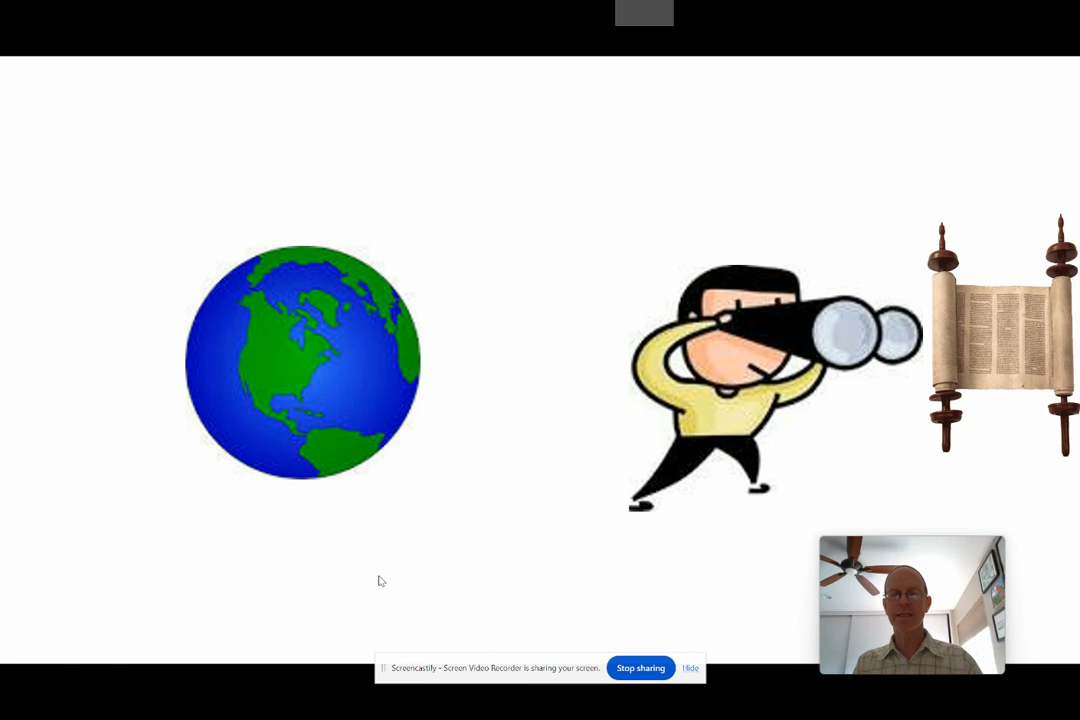 Screencastify - Screen Video Recorder is sharing your screen.
Stop sharing
Hide